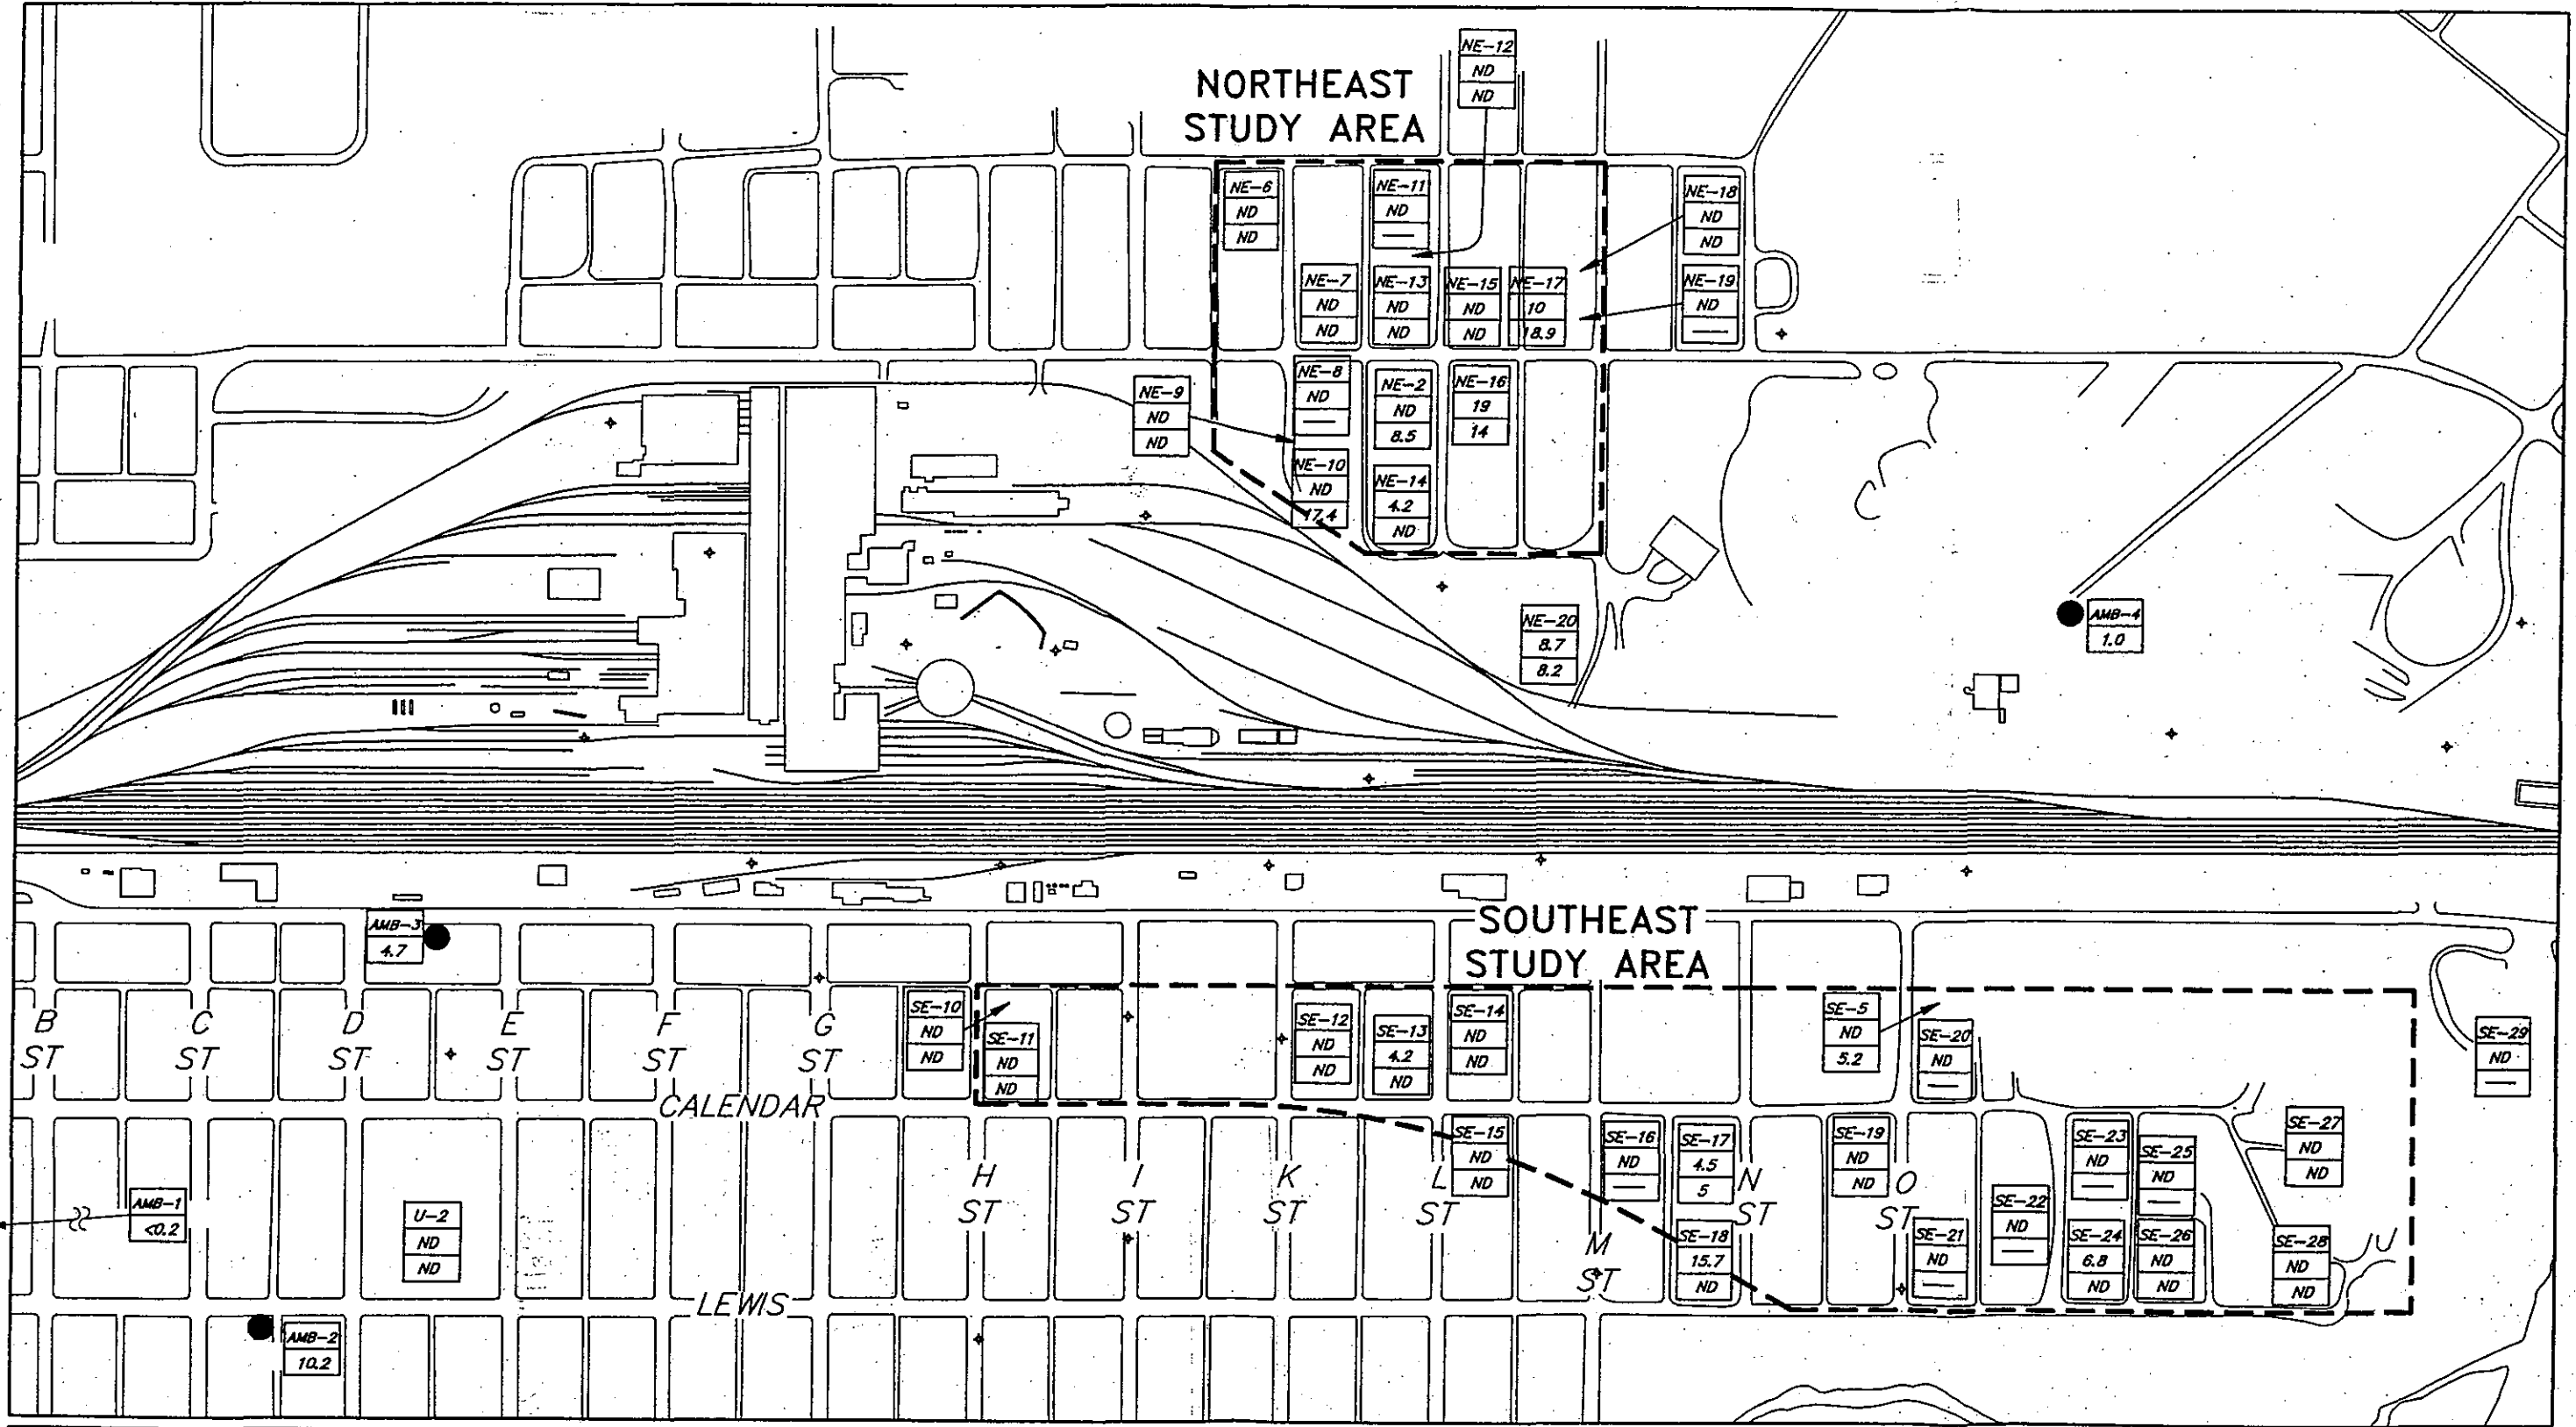 NE-12
ND
ND
NORTHEAST
STUDY AREA
NE-6
ND
ND
NE-11
ND
—
NE-18
ND
ND
NE-7
ND
ND
NE-13
ND
ND
NE-15
ND
ND
NE-17
10
18.9
NE-19
ND
—
NE-9
ND
ND
NE-8
ND
—
NE-2
ND
8.5
NE-16
19
14
NE-10
ND
17.4
NE-14
4.2
ND
NE-20
8.7
8.2
AMB-4
1.0
AMB-3
4.7
SOUTHEAST
STUDY AREA
B
ST
C
ST
D
ST
E
ST
F
ST
G
ST
SE-10
ND
ND
SE-11
ND
ND
SE-12
ND
ND
SE-13
4.2
ND
SE-14
ND
ND
SE-5
ND
5.2
SE-20
ND
—
SE-29
ND
—
CALENDAR
AMB-1
<0.2
U-2
ND
ND
H
ST
I
ST
K
ST
L
ST
SE-15
ND
ND
M
ST
SE-16
ND
—
SE-17
4.5
5
N
ST
SE-18
15.7
ND
SE-19
ND
ND
O
ST
SE-21
ND
—
SE-22
ND
—
SE-23
ND
—
SE-24
6.8
ND
SE-25
ND
—
SE-26
ND
ND
SE-27
ND
ND
SE-28
ND
ND
LEWIS
AMB-2
10.2